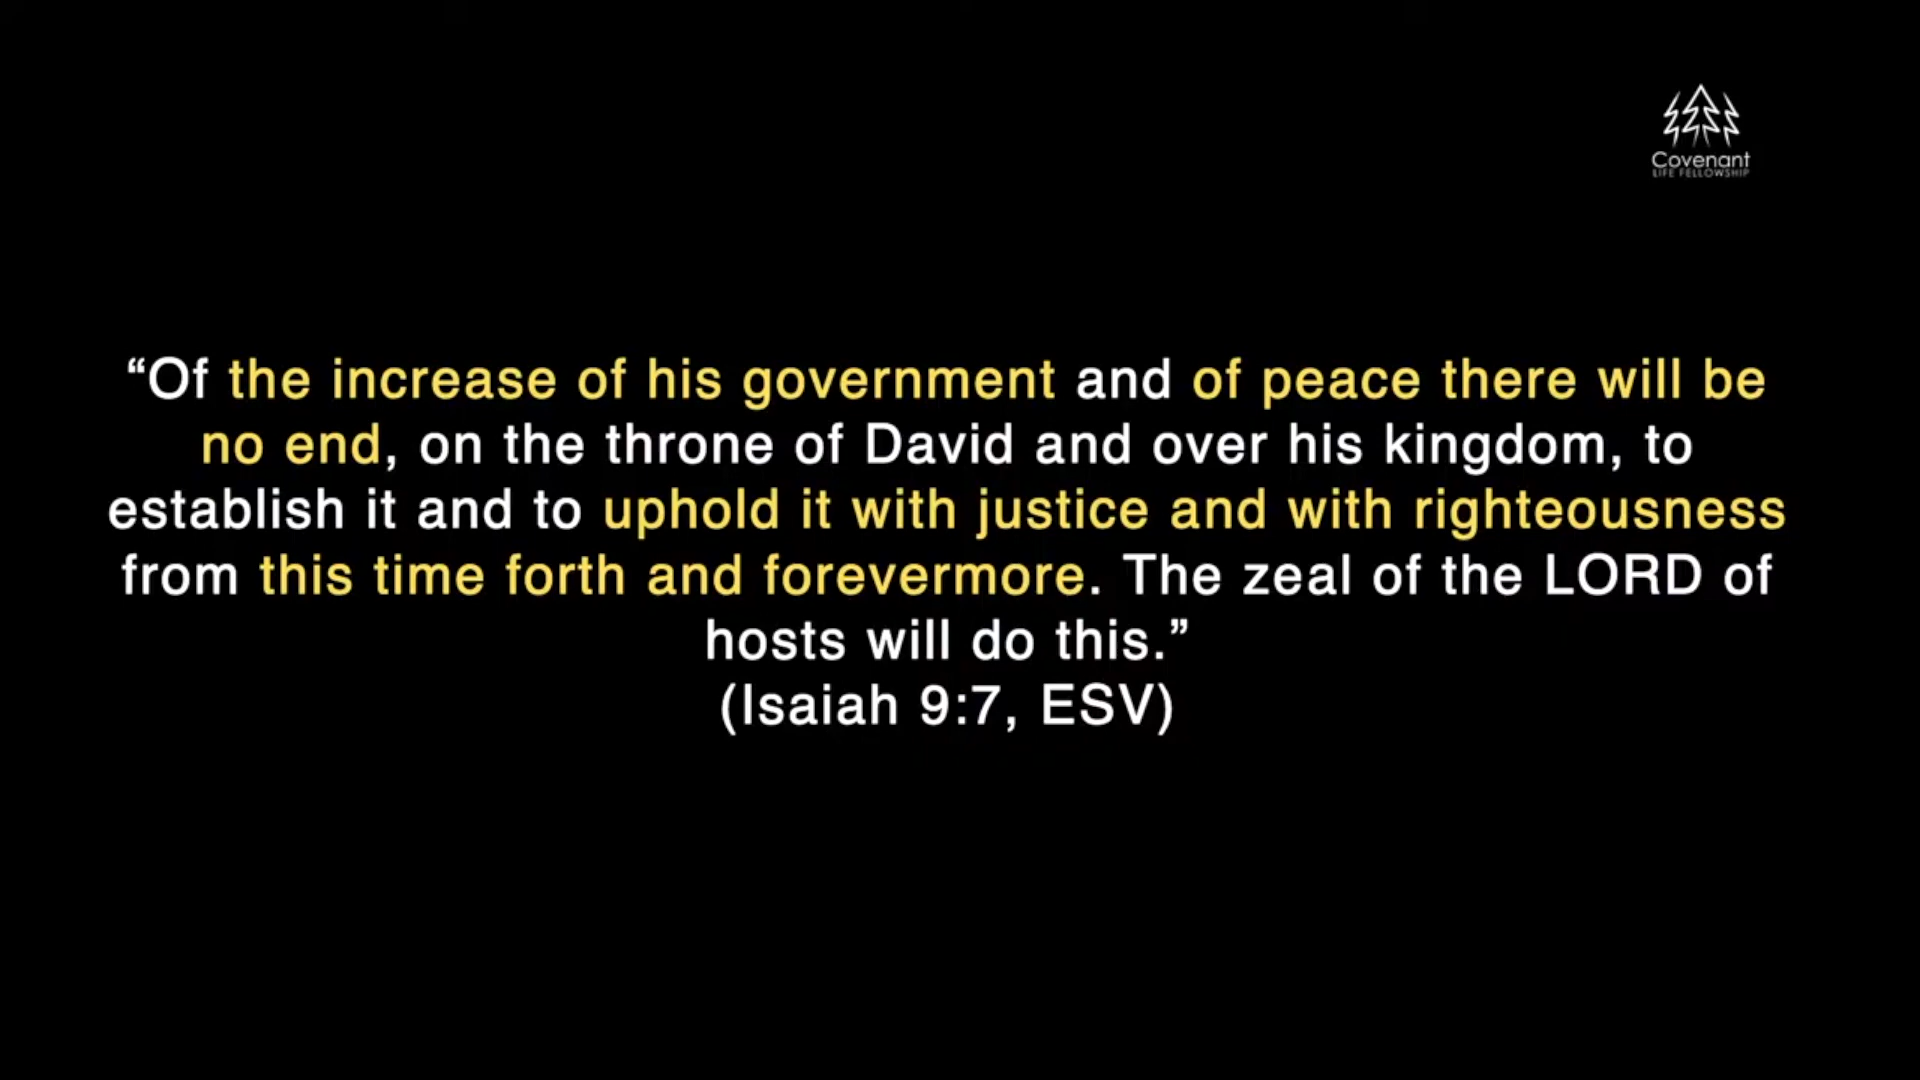 Covenant
LIFE FELLOWSHIP
“Of the increase of his government and of peace there will be
no end, on the throne of David and over his kingdom, to
establish it and to uphold it with justice and with righteousness
from this time forth and forevermore. The zeal of the LORD of
hosts will do this.”
(Isaiah 9:7, ESV)